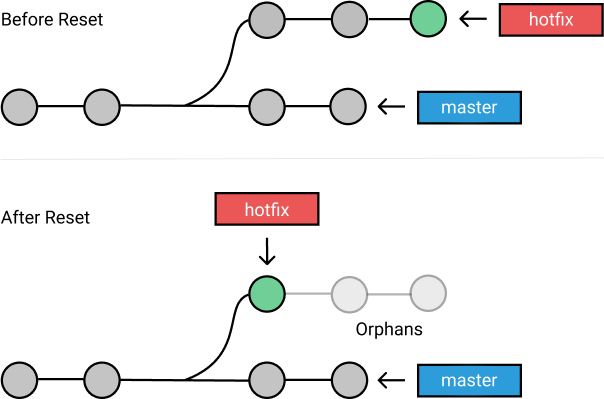 Before Reset
hotfix
master
After Reset
hotfix
Orphans
master